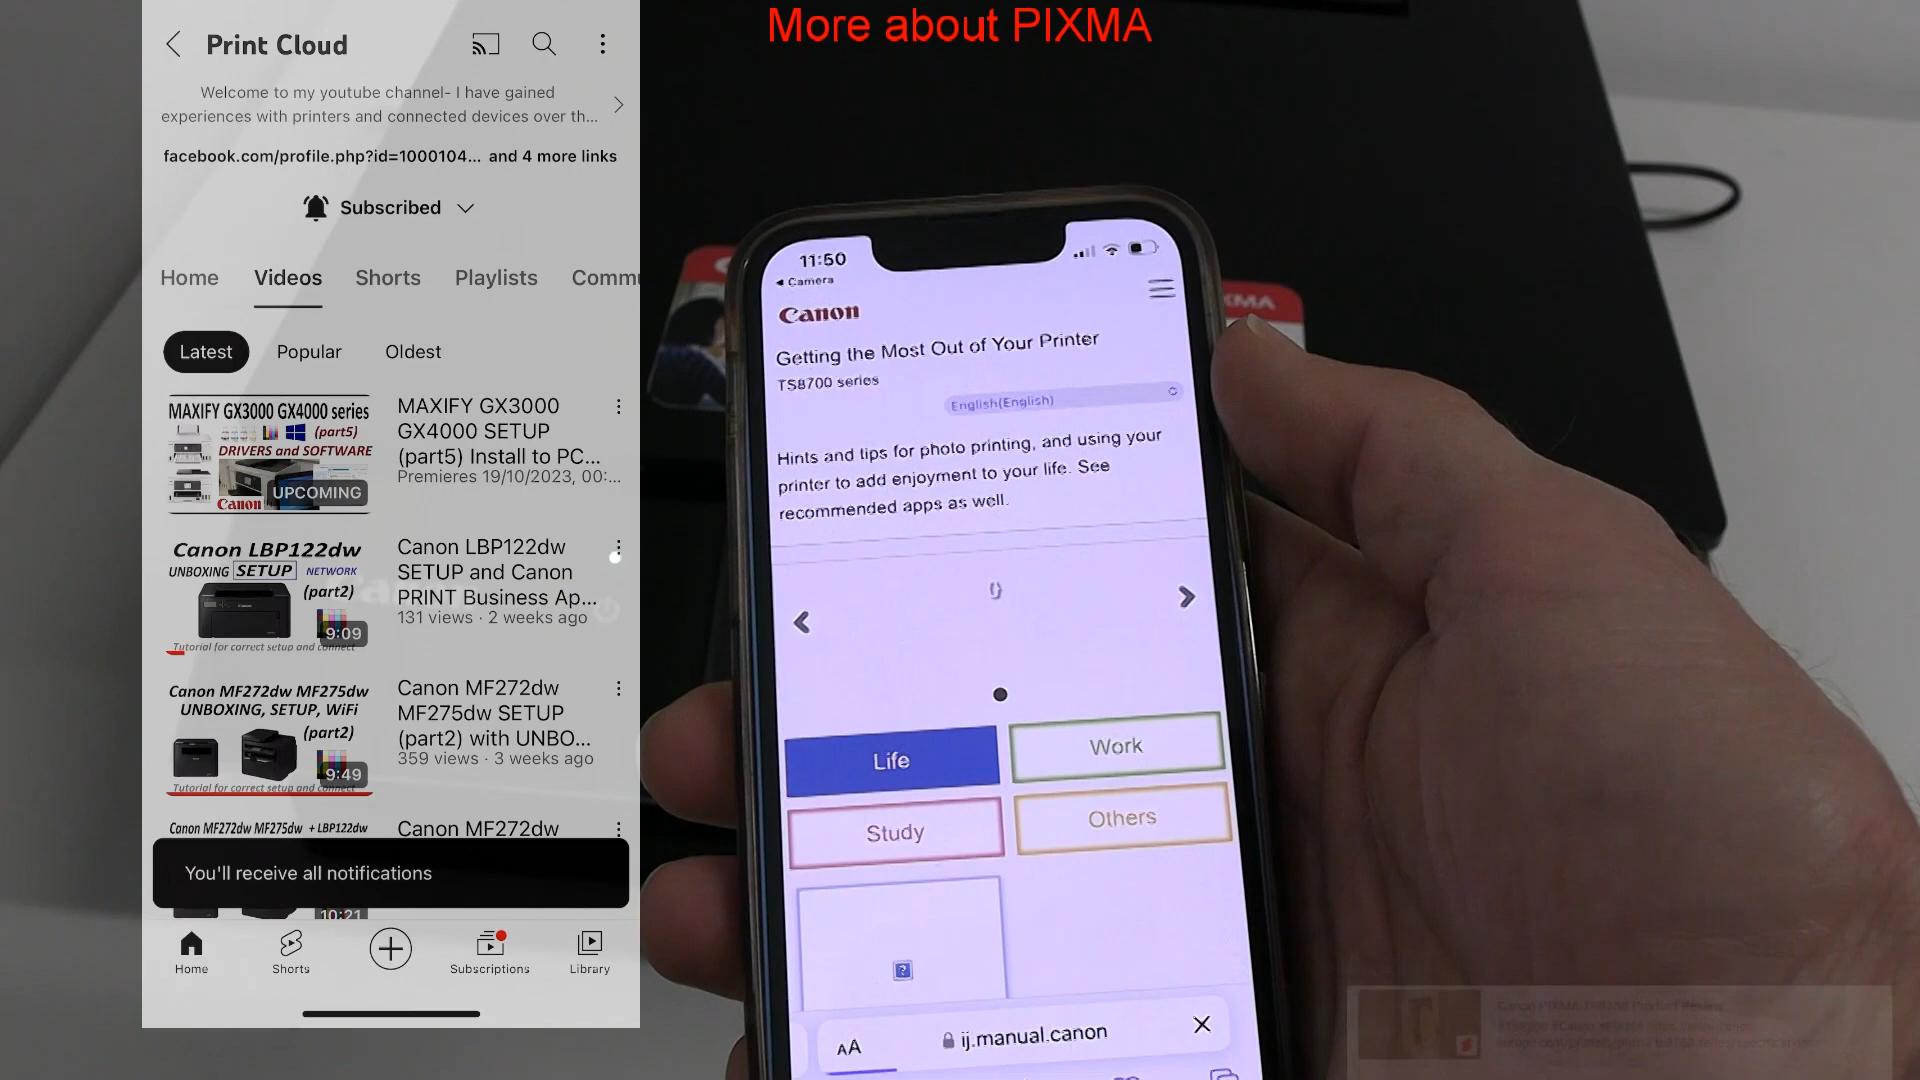 More about PIXMA
Print Cloud
Welcome to my youtube channel- I have gained
experiences with printers and connected devices over th...
facebook.com/profile.php?id=1000104... and 4 more links
Subscribed
Home Videos Shorts Playlists Commu
Latest Popular Oldest
MAXIFY GX3000 GX4000 series
(part5)
DRIVERS and SOFTWARE
UPCOMING
Canon
MAXIFY GX3000
GX4000 SETUP
(part5) Install to PC...
Premieres 19/10/2023, 00:...
Canon LBP122dw
UNBOXING SETUP NETWORK
(part2)
9:09
Tutorial for correct setup and connect
Canon LBP122dw
SETUP and Canon
PRINT Business Ap...
131 views · 2 weeks ago
Canon MF272dw MF275dw
UNBOXING, SETUP, WiFi
(part2)
9:49
Tutorial for correct setup and connect
Canon MF272dw
MF275dw SETUP
(part2) with UNBO...
359 views · 3 weeks ago
Canon MF272dw MF275dw + LBP122dw
Canon MF272dw
You'll receive all notifications
10:21
Home Shorts Subscriptions Library
11:50
Camera
Canon
Getting the Most Out of Your Printer
TS8700 series
English(English)
Hints and tips for photo printing, and using your
printer to add enjoyment to your life. See
recommended apps as well.
Life
Work
Study
Others
AA ij.manual.canon
XMA